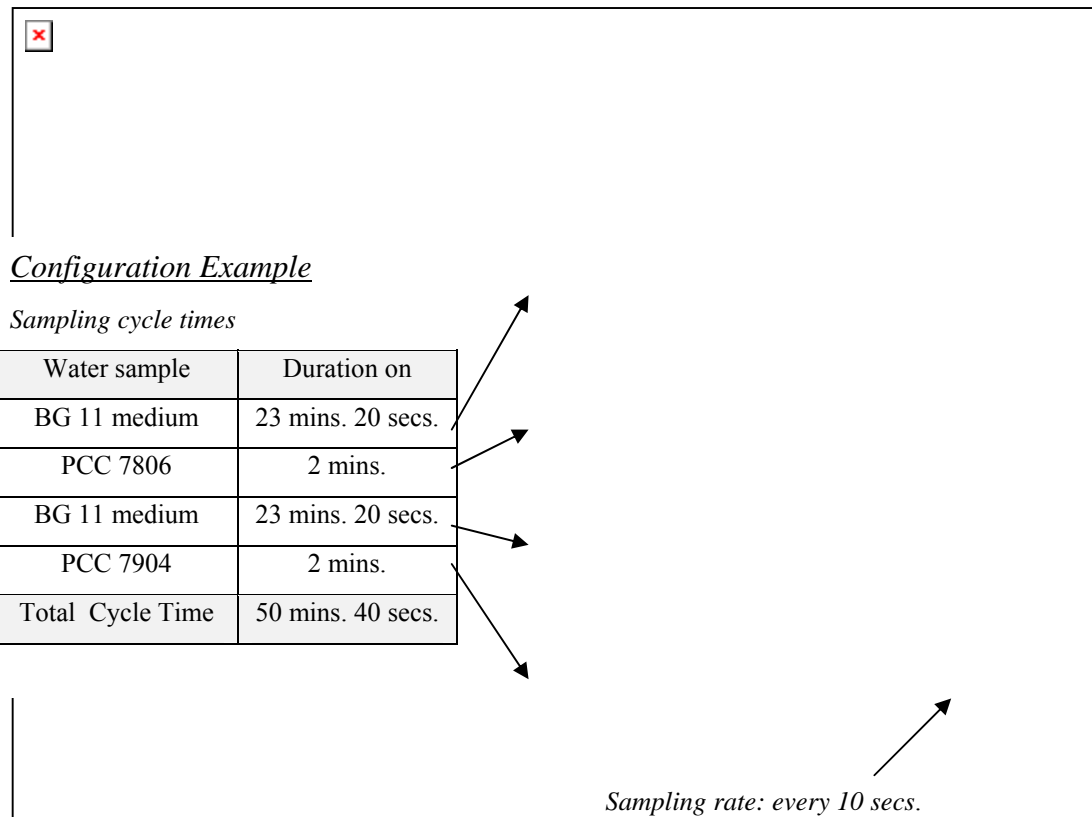 Configuration Example
Sampling cycle times
Water sample Duration on
BG 11 medium 23 mins. 20 secs.
PCC 7806 2 mins.
BG 11 medium 23 mins. 20 secs.
PCC 7904 2 mins.
Total Cycle Time 50 mins. 40 secs.
Sampling rate: every 10 secs.